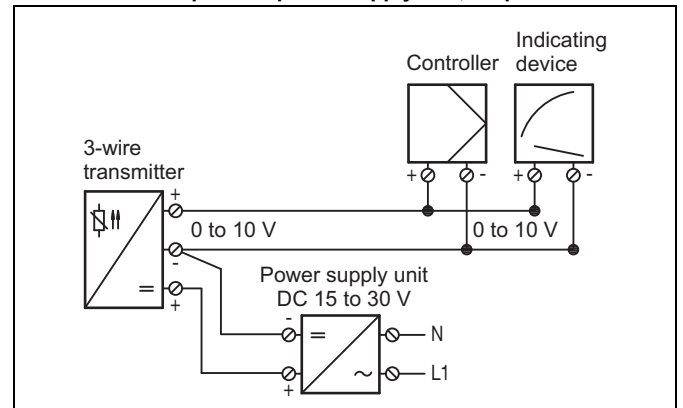 Indicating
Controller device
+ - + -
3-wire
transmitter
+
0 to 10 V 0 to 10 V
-
+
Power supply unit
DC 15 to 30 V
-
N
L1
+